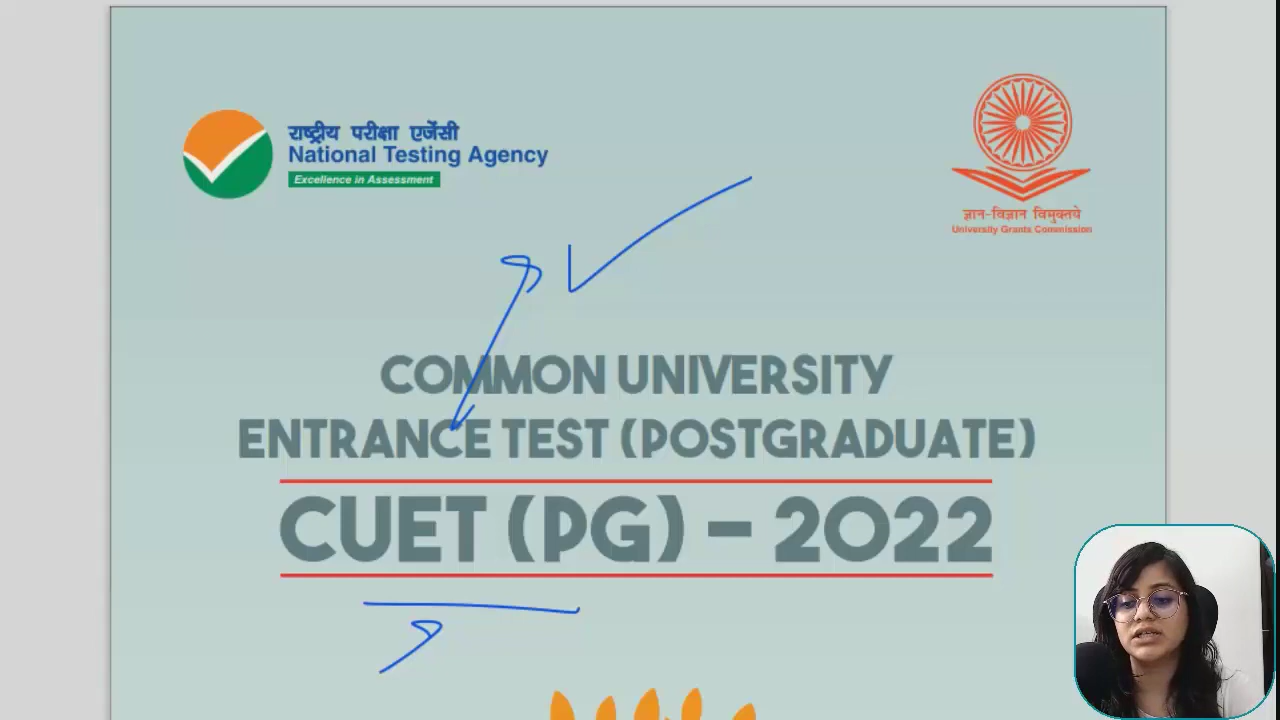 राष्ट्रीय परीक्षा एजेंसी
National Testing Agency
Excellence in Assessment
ज्ञान-विज्ञान विमुक्तये
University Grants Commission
COMMON UNIVERSITY
ENTRANCE TEST (POSTGRADUATE)
CUET (PG) – 2022